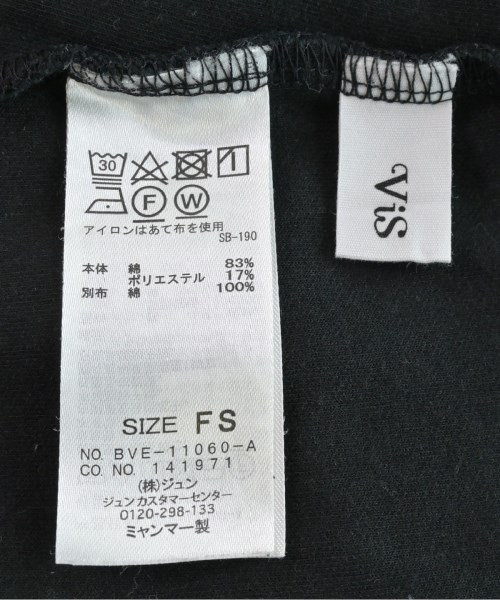 30
F W
アイロンはあて布を使用
SB-190
本体 綿 83%
ポリエステル 17%
別布 綿 100%
SIZE FS
NO. BVE-11060-A
CO. NO. 141971
(株)ジュン
ジュンカスタマーセンター
0120-298-133
ミャンマー製
ViS